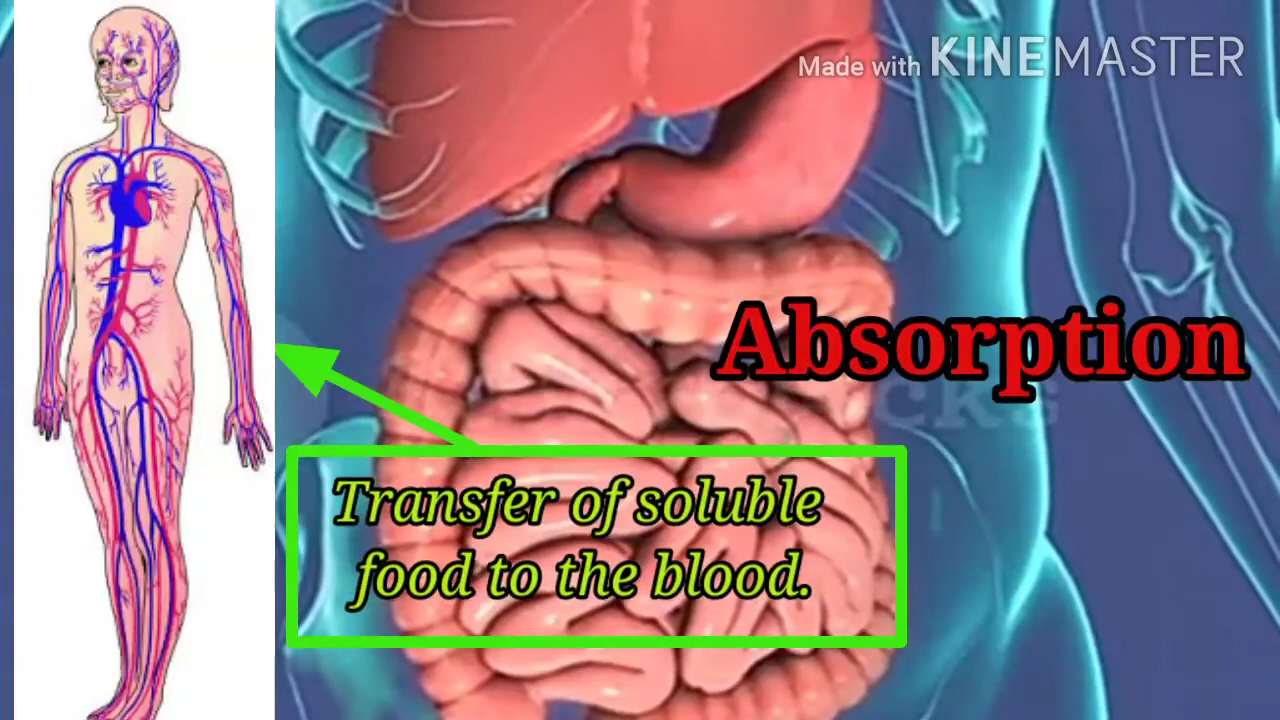 Made with KINEMASTER
Absorption
Transfer of soluble
food to the blood.